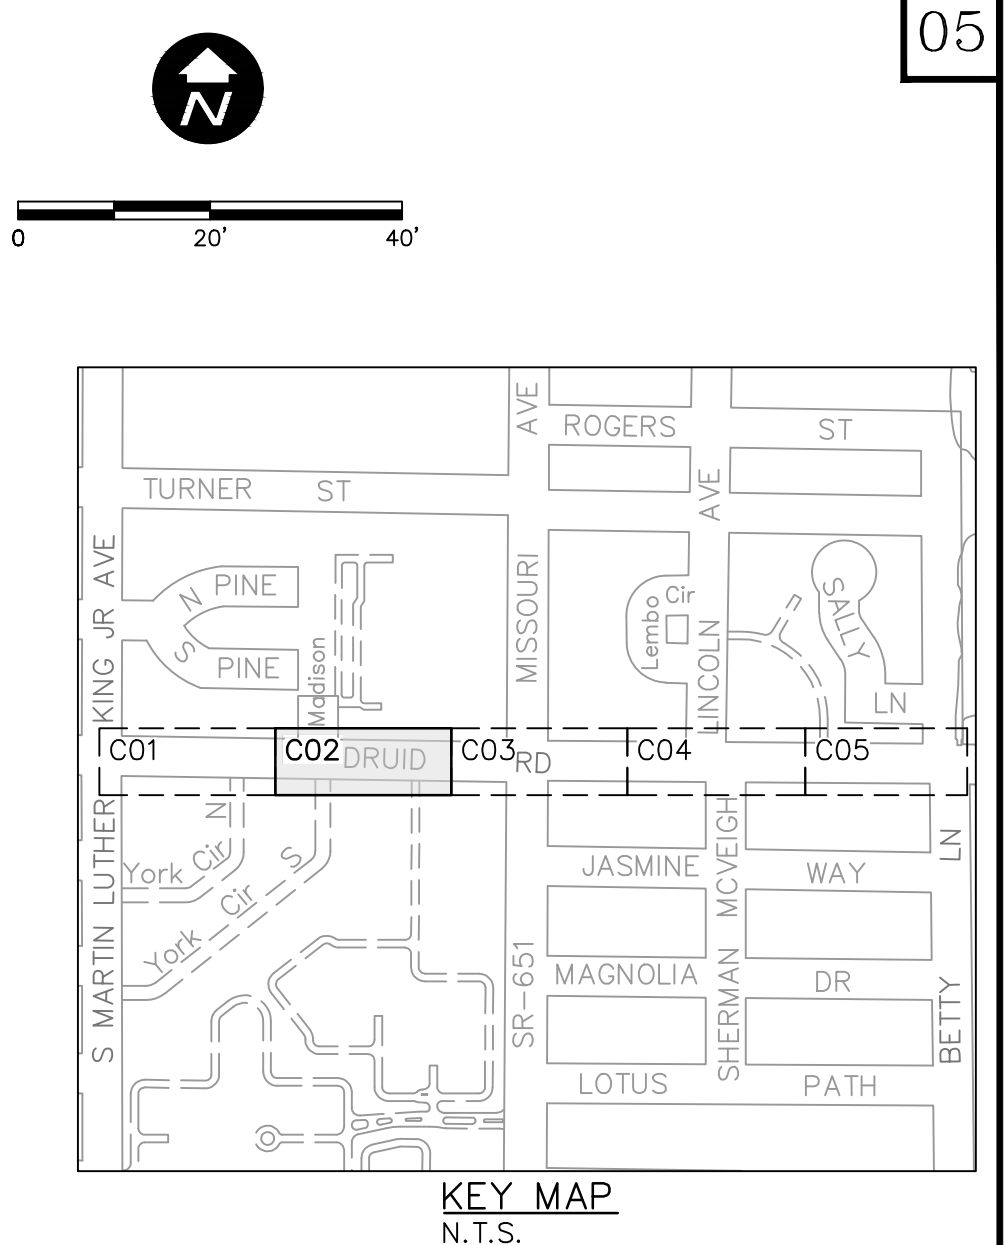 05
N
0 20' 40'
AVE
ROGERS ST
TURNER ST
AVE
S MARTIN LUTHER KING JR AVE
N PINE
S PINE
Madison
MISSOURI
Lembo Cir
LINCOLN
SALLY
LN
C01 C02 C03 C04 C05
DRUID RD
N
York Cir
S
York Cir
JASMINE WAY
SHERMAN MCVEIGH
BETTY LN
SR-651
MAGNOLIA DR
LOTUS PATH
KEY MAP
N.T.S.